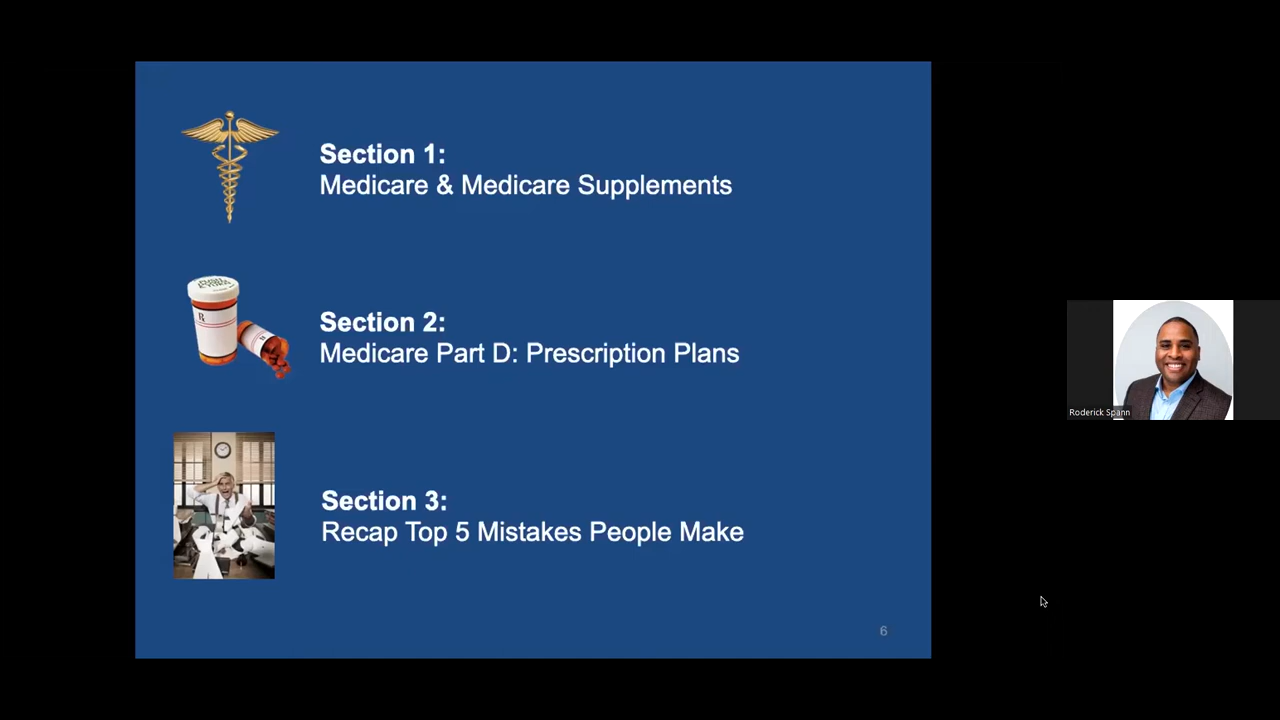 Section 1:
Medicare & Medicare Supplements
Section 2:
Medicare Part D: Prescription Plans
Section 3:
Recap Top 5 Mistakes People Make
6
Roderick Spann